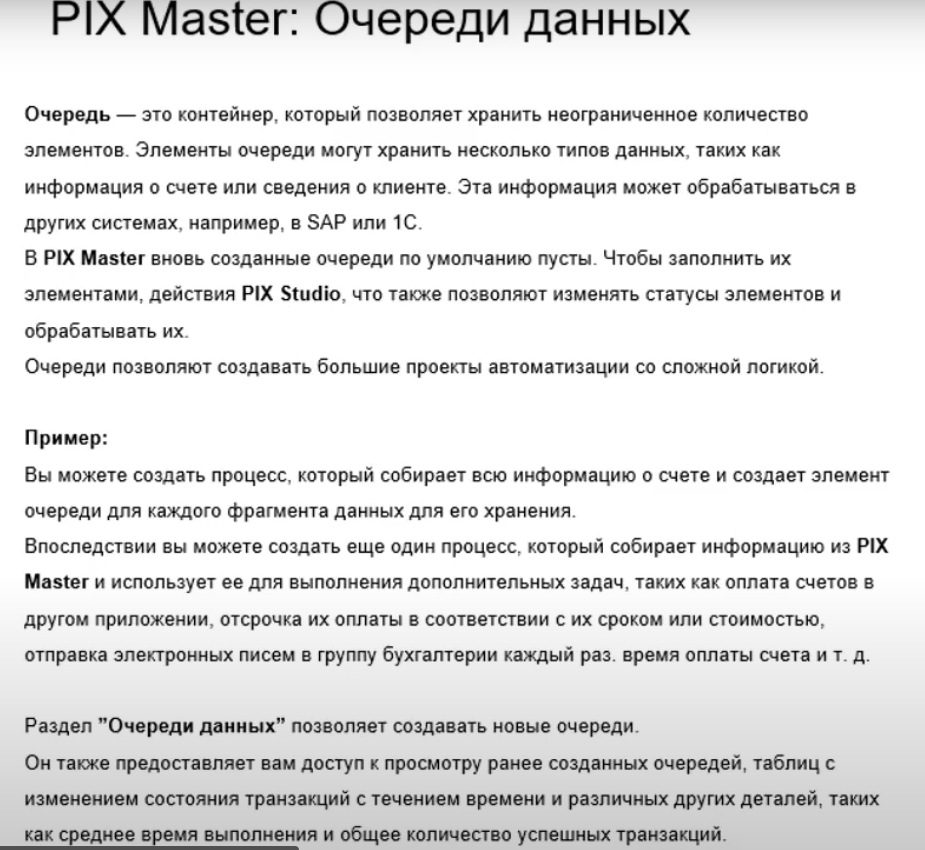 PIX Master: Очереди данных
Очередь — это контейнер, который позволяет хранить неограниченное количество
элементов. Элементы очереди могут хранить несколько типов данных, таких как
информация о счете или сведения о клиенте. Эта информация может обрабатываться в
других системах, например, в SAP или 1С.
В PIX Master вновь созданные очереди по умолчанию пусты. Чтобы заполнить их
элементами, действия PIX Studio, что также позволяют изменять статусы элементов и
обрабатывать их.
Очереди позволяют создавать большие проекты автоматизации со сложной логикой.
Пример:
Вы можете создать процесс, который собирает всю информацию о счете и создает элемент
очереди для каждого фрагмента данных для его хранения.
Впоследствии вы можете создать еще один процесс, который собирает информацию из PIX
Master и использует ее для выполнения дополнительных задач, таких как оплата счетов в
другом приложении, отсрочка их оплаты в соответствии с их сроком или стоимостью,
отправка электронных писем в группу бухгалтерии каждый раз. время оплаты счета и т. д.
Раздел ”Очереди данных” позволяет создавать новые очереди.
Он также предоставляет вам доступ к просмотру ранее созданных очередей, таблиц с
изменением состояния транзакций с течением времени и различных других деталей, таких
как среднее время выполнения и общее количество успешных транзакций.